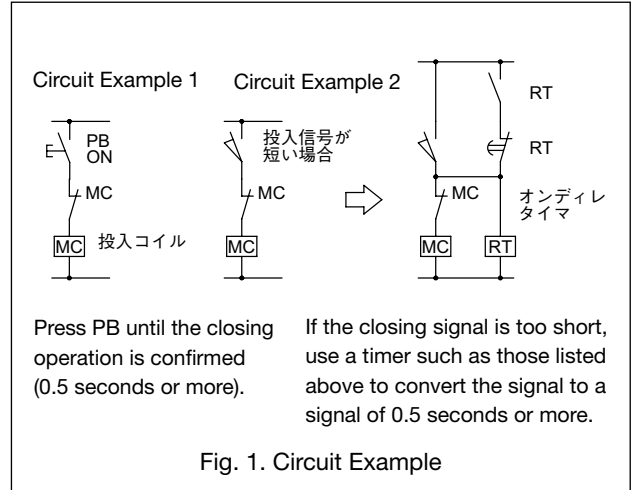 Circuit Example 1
Circuit Example 2
PB
ON
MC
MC
投入コイル
投入信号が
短い場合
MC
MC
RT
RT
MC
オンディレ
タイマ
MC
RT
Press PB until the closing
operation is confirmed
(0.5 seconds or more).
If the closing signal is too short,
use a timer such as those listed
above to convert the signal to a
signal of 0.5 seconds or more.
Fig. 1. Circuit Example